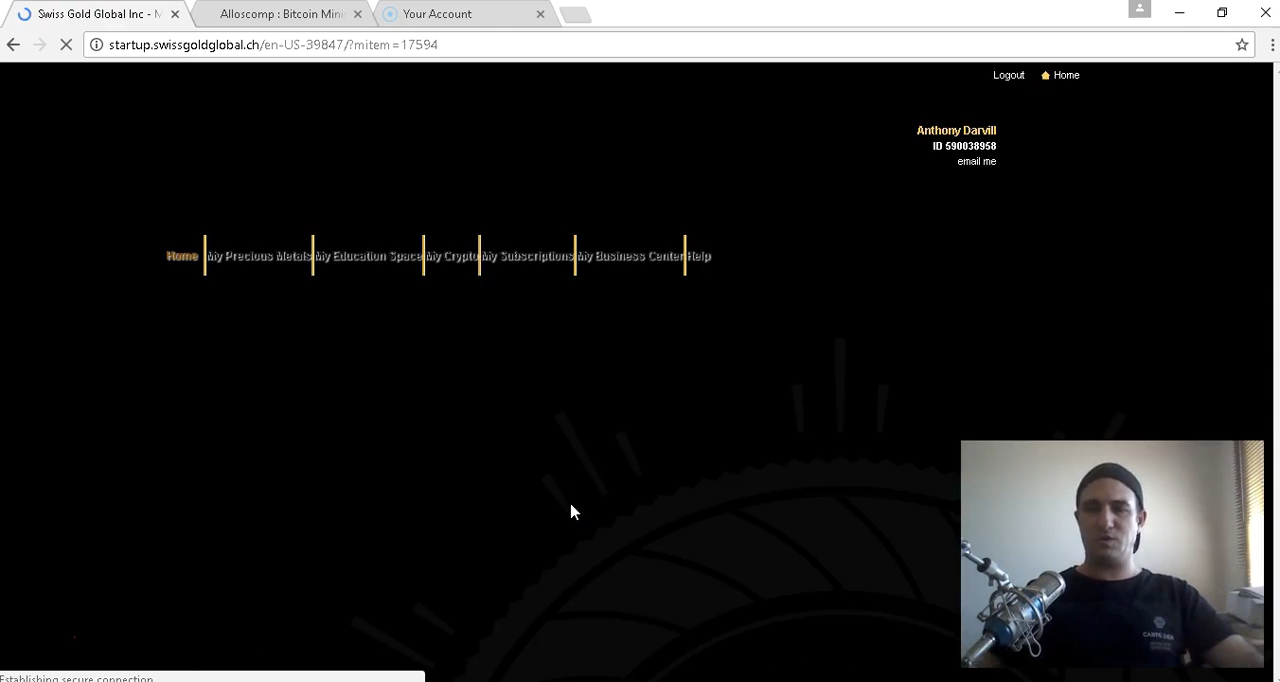 Swiss Gold Global Inc - M
Alloscomp : Bitcoin Mini
Your Account
startup.swissgoldglobal.ch/en-US-39847/?mitem=17594
Logout Home
Anthony Darvill
ID 590038958
email me
Home My Precious Metals My Education Space My Crypto My Subscriptions My Business Center Help
Establishing secure connection